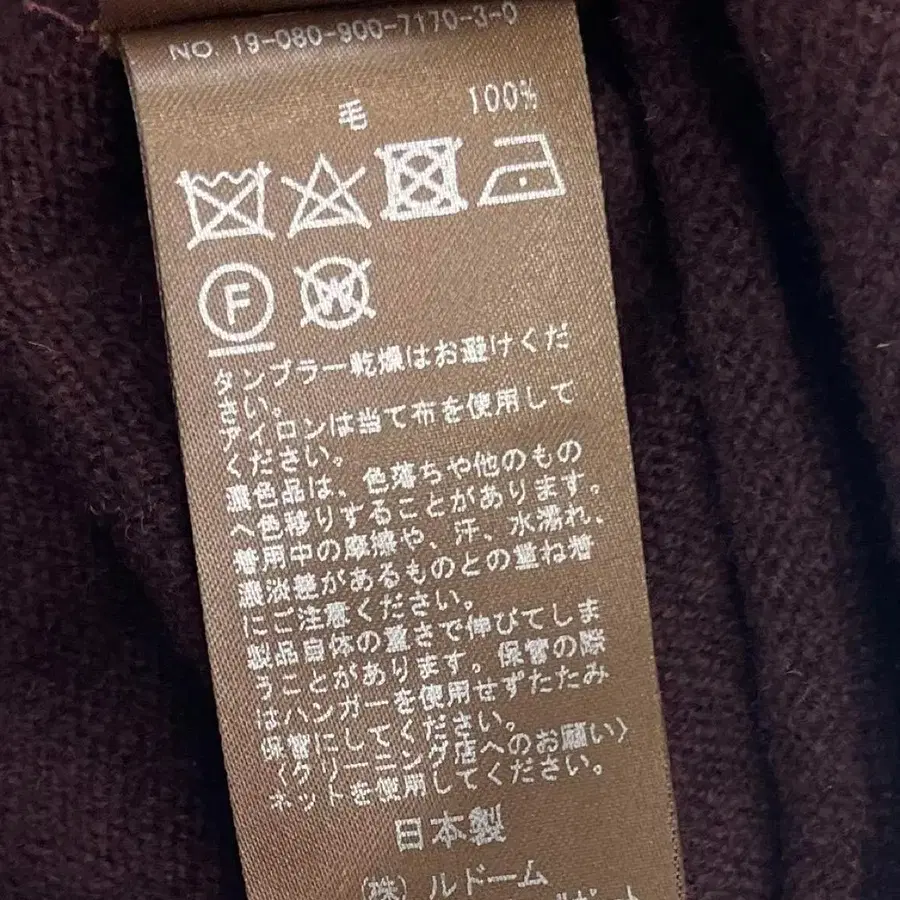 NO. 19-080-900-7170-3-0
毛 100%
F W
タンブラー乾燥はお避けくだ
さい。
アイロンは当て布を使用して
ください。
濃色品は、色落ちや他のもの
へ色移りすることがあります。
着用中の摩擦や、汗、水濡れ、
濃淡差があるものとの重ね着
にご注意ください。
製品自体の重さで伸びてしま
うことがあります。保管の際
はハンガーを使用せずたたみ
保管にしてください。
〈クリーニング店へのお願い〉
ネットを使用してください。
日本製
(株)ルドーム